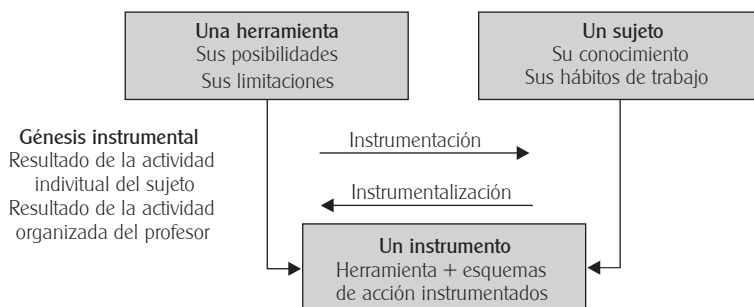 Una herramienta
Sus posibilidades
Sus limitaciones
Un sujeto
Su conocimiento
Sus hábitos de trabajo
Génesis instrumental
Resultado de la actividad
indivitual del sujeto
Resultado de la actividad
organizada del profesor
Instrumentación
Instrumentalización
Un instrumento
Herramienta + esquemas
de acción instrumentados